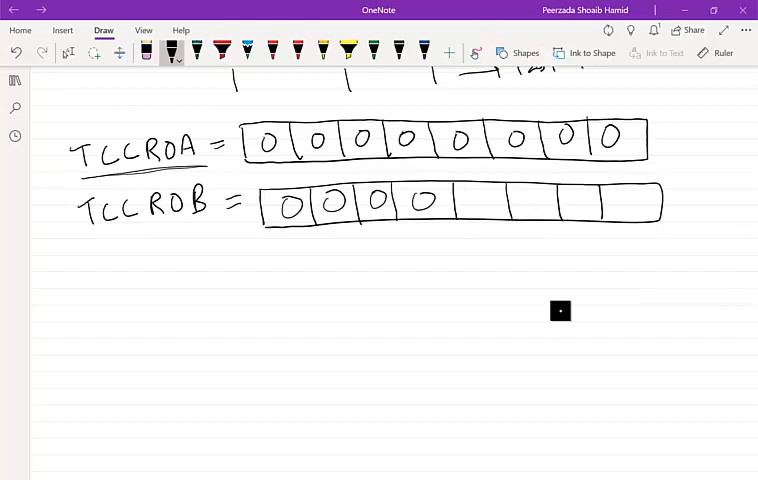 OneNote
Peerzada Shoaib Hamid
Home Insert Draw View Help Share
Shapes Ink to Shape Ink to Text Ruler
TCCR0A = 0 0 0 0 0 0 0 0
TCCR0B = 0 0 0 0